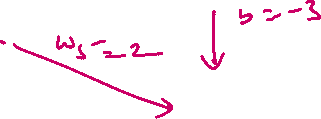 w5 = 2
b = -3